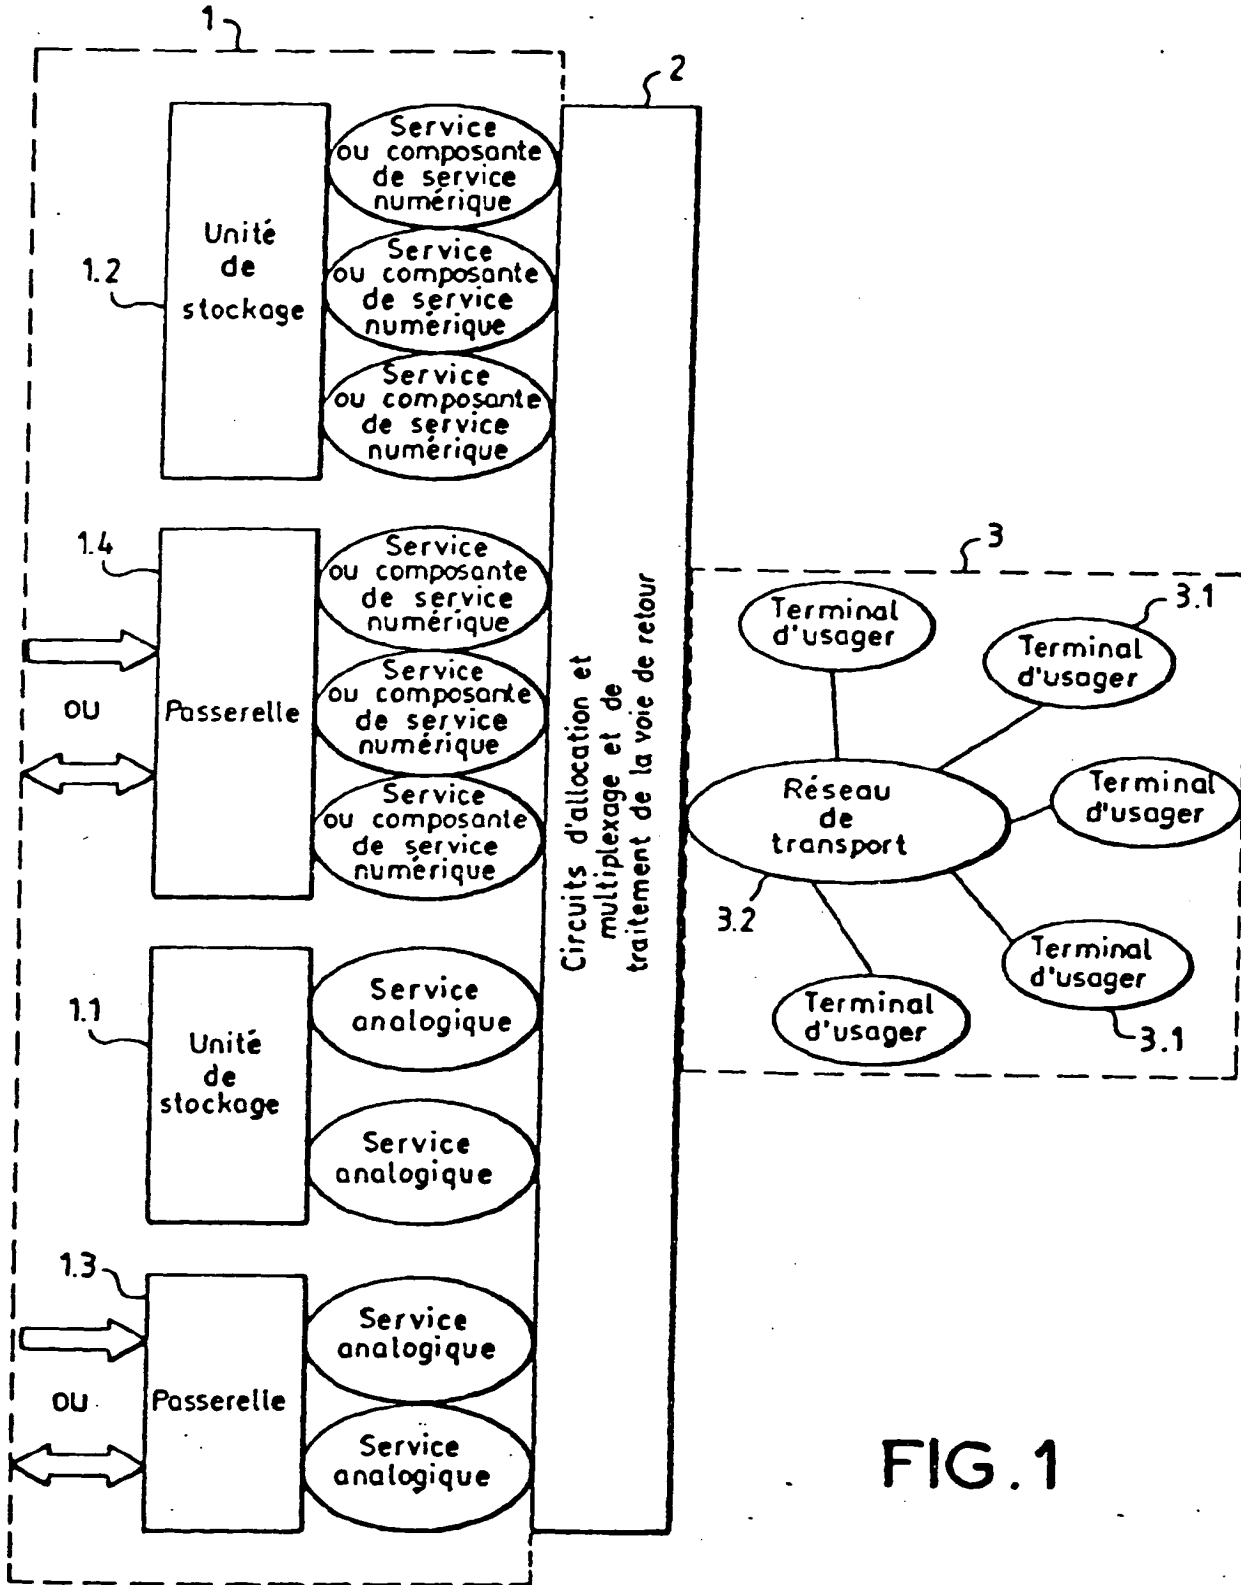 1
2
1.2
Unité
de
stockage
Service
ou composante
de service
numérique
Service
ou composante
de service
numérique
Service
ou composante
de service
numérique
1.4
ou
Passerelle
Service
ou composante
de service
numérique
Service
ou composante
de service
numérique
Service
ou composante
de service
numérique
1.1
Unité
de
stockage
Service
analogique
Service
analogique
1.3
ou
Passerelle
Service
analogique
Service
analogique
Circuits d'allocation et
multiplexage et de
traitement de la voie de retour
3
Terminal
d'usager
3.1
Terminal
d'usager
Terminal
d'usager
Réseau
de
transport
3.2
Terminal
d'usager
3.1
Terminal
d'usager
FIG.1